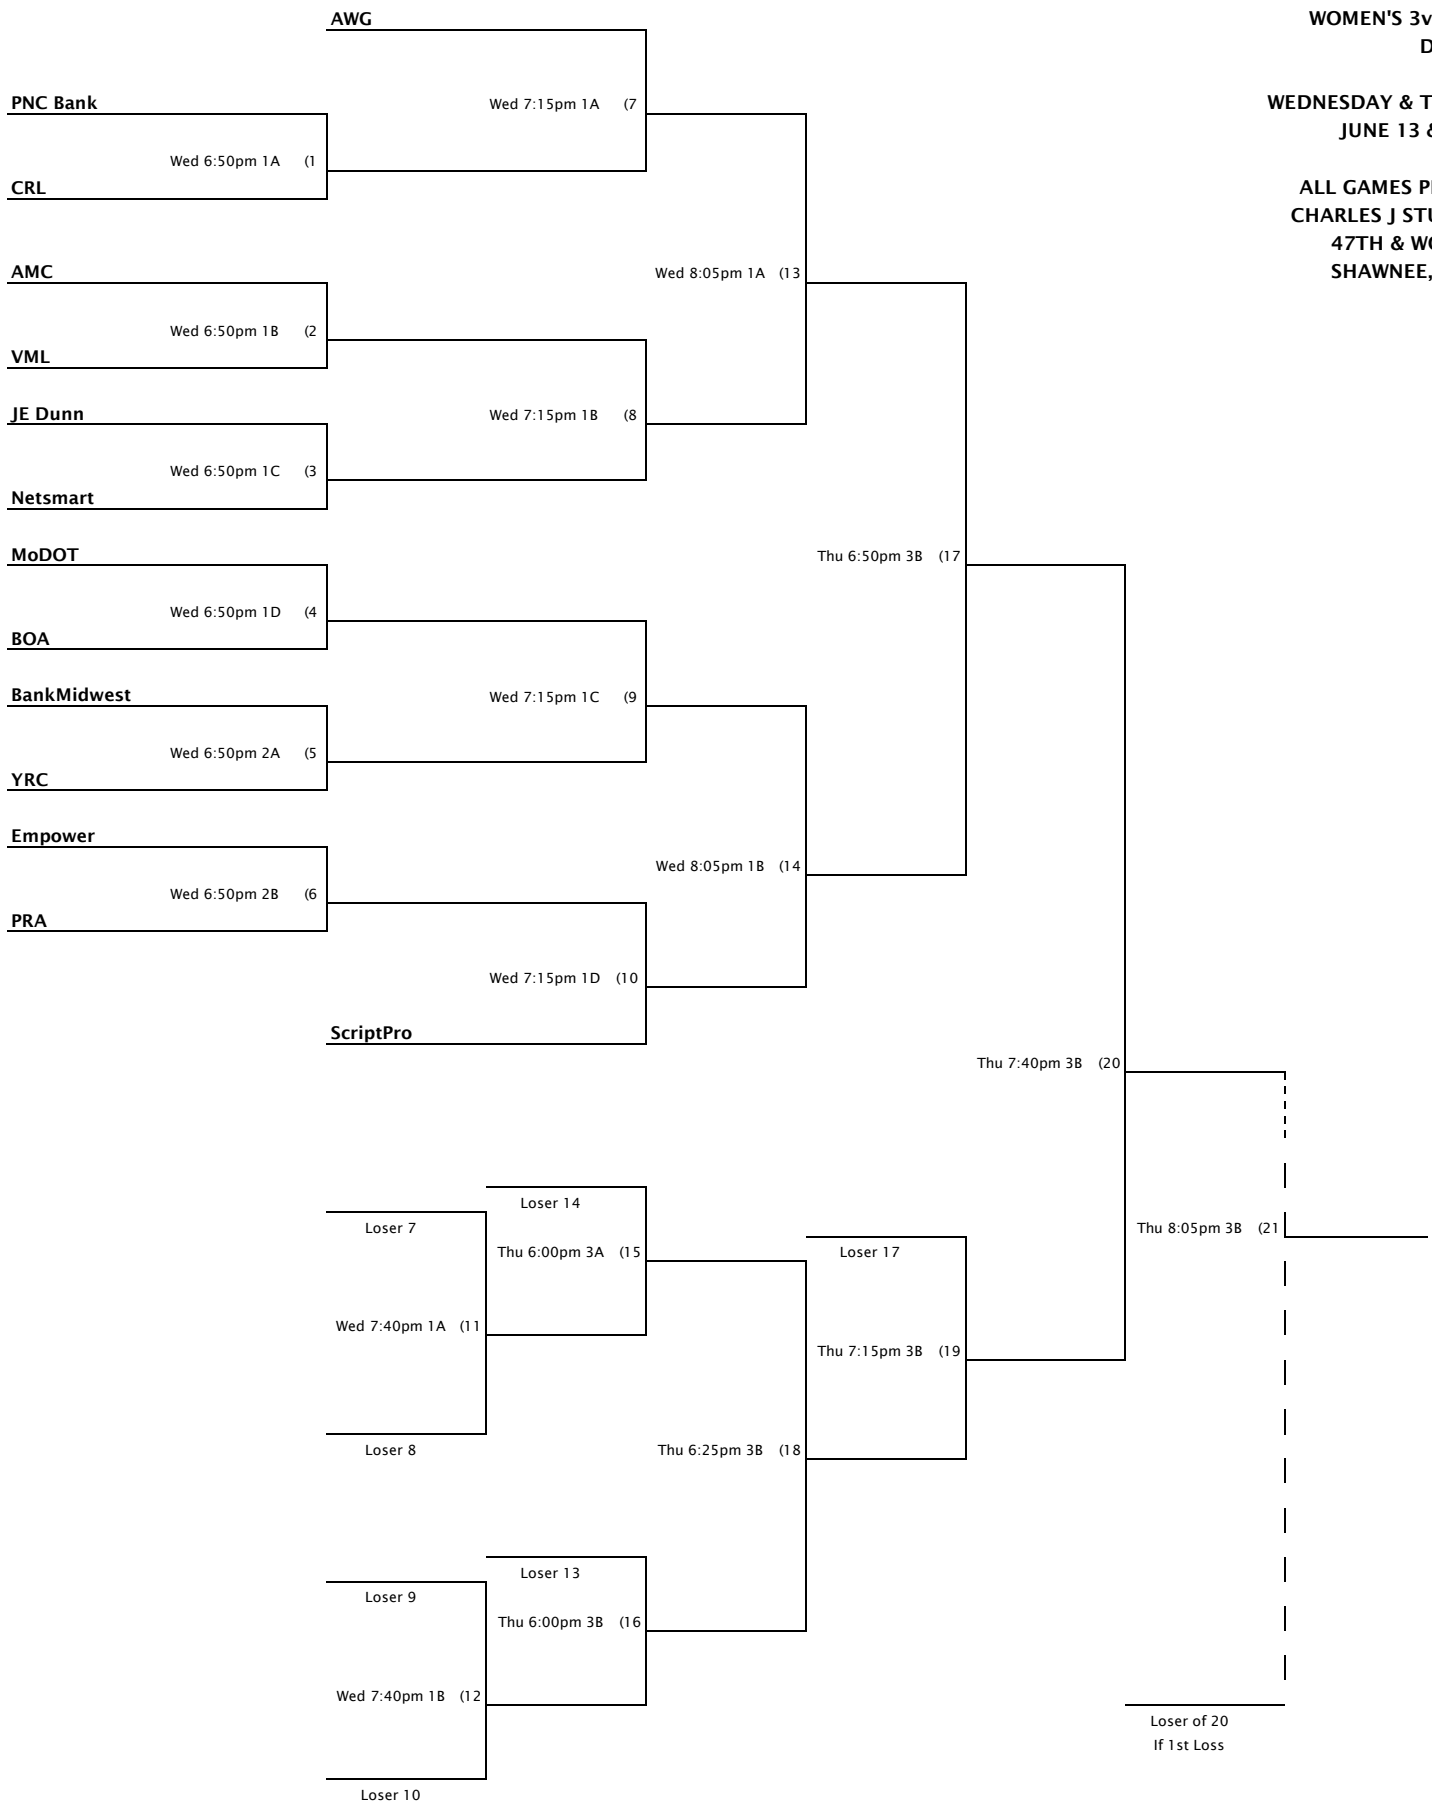 AWG
WOMEN'S 3v
D
PNC Bank
Wed 7:15pm 1A (7
WEDNESDAY & T
JUNE 13 &
Wed 6:50pm 1A (1
CRL
ALL GAMES P
CHARLES J STU
47TH & WO
SHAWNEE,
AMC
Wed 8:05pm 1A (13
Wed 6:50pm 1B (2
VML
JE Dunn
Wed 7:15pm 1B (8
Wed 6:50pm 1C (3
Netsmart
MoDOT
Thu 6:50pm 3B (17
Wed 6:50pm 1D (4
BOA
BankMidwest
Wed 7:15pm 1C (9
Wed 6:50pm 2A (5
YRC
Empower
Wed 8:05pm 1B (14
Wed 6:50pm 2B (6
PRA
Wed 7:15pm 1D (10
ScriptPro
Thu 7:40pm 3B (20
Loser 14
Loser 7
Thu 8:05pm 3B (21
Thu 6:00pm 3A (15
Loser 17
Wed 7:40pm 1A (11
Thu 7:15pm 3B (19
Loser 8
Thu 6:25pm 3B (18
Loser 13
Loser 9
Thu 6:00pm 3B (16
Wed 7:40pm 1B (12
Loser of 20
If 1st Loss
Loser 10